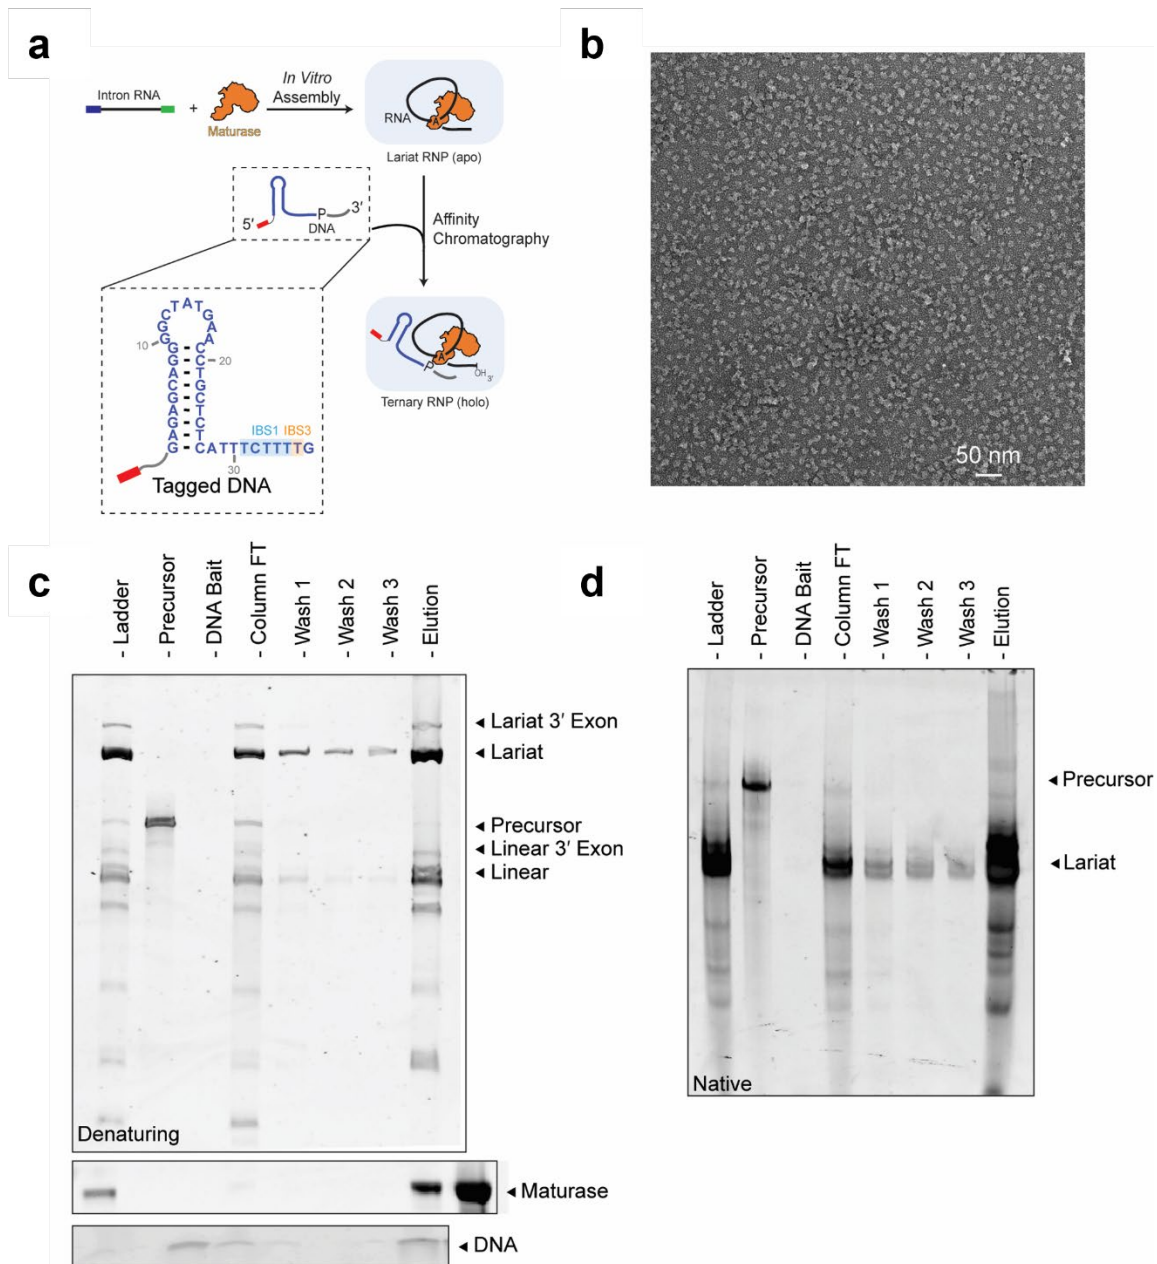 a
Intron RNA
+
Maturase
In Vitro
Assembly
RNA
A
Lariat RNP (apo)
5′
P
3′
DNA
Affinity
Chromatography
GAGAGCAGGGGCTATGAACCTGCTCTCATTTCTTTTTG
10
20
30
IBS1 IBS3
Tagged DNA
P
A
OH
3′
Ternary RNP (holo)
b
50 nm
c
- Ladder
- Precursor
- DNA Bait
- Column FT
- Wash 1
- Wash 2
- Wash 3
- Elution
Lariat 3′ Exon
Lariat
Precursor
Linear 3′ Exon
Linear
Denaturing
Maturase
DNA
d
- Ladder
- Precursor
- DNA Bait
- Column FT
- Wash 1
- Wash 2
- Wash 3
- Elution
Precursor
Lariat
Native